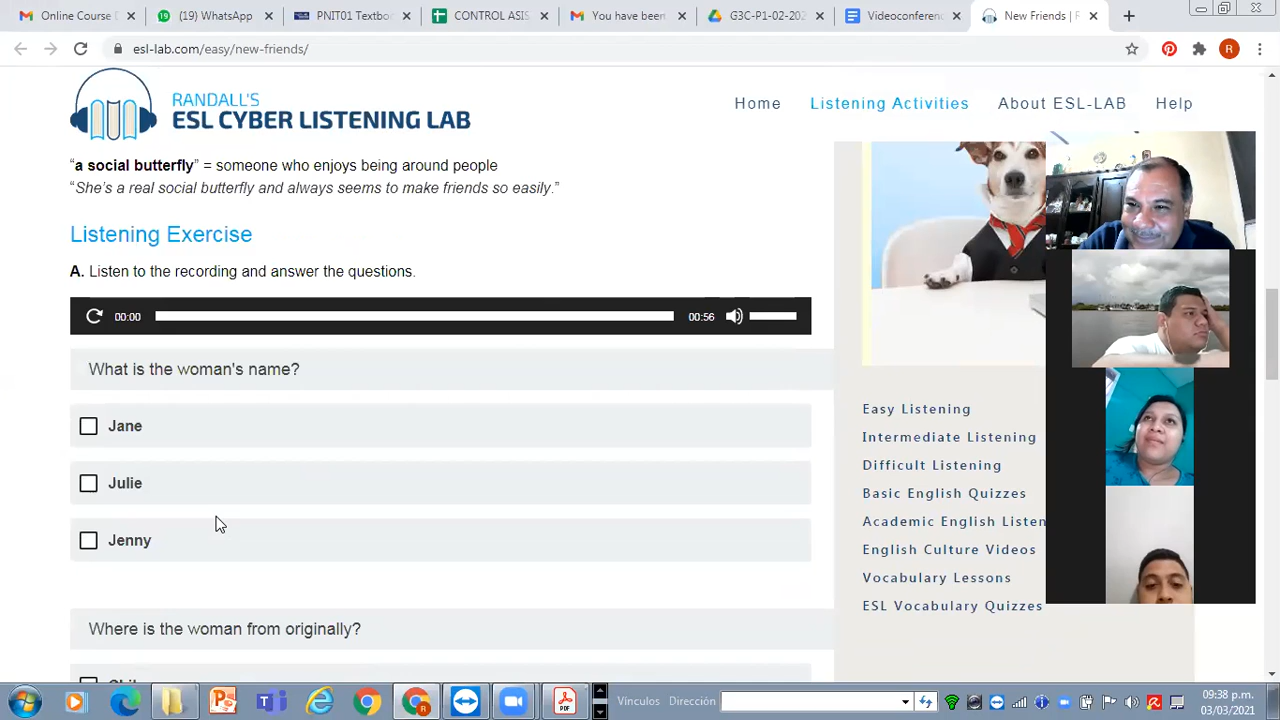 Online Course D
(19) WhatsApp
PNIT01 Textbo
CONTROL ASIS
You have been
G3C-P1-02-202
Videoconferenc
New Friends | R
esl-lab.com/easy/new-friends/
R
RANDALL'S
ESL CYBER LISTENING LAB
Home
Listening Activities
About ESL-LAB
Help
“a social butterfly” = someone who enjoys being around people
“She’s a real social butterfly and always seems to make friends so easily.”
Listening Exercise
A. Listen to the recording and answer the questions.
00:00
00:56
What is the woman's name?
Jane
Julie
Jenny
Where is the woman from originally?
Easy Listening
Intermediate Listening
Difficult Listening
Basic English Quizzes
Academic English Listen
English Culture Videos
Vocabulary Lessons
ESL Vocabulary Quizzes
PDF
Vínculos
Dirección
09:38 p.m.
03/03/2021